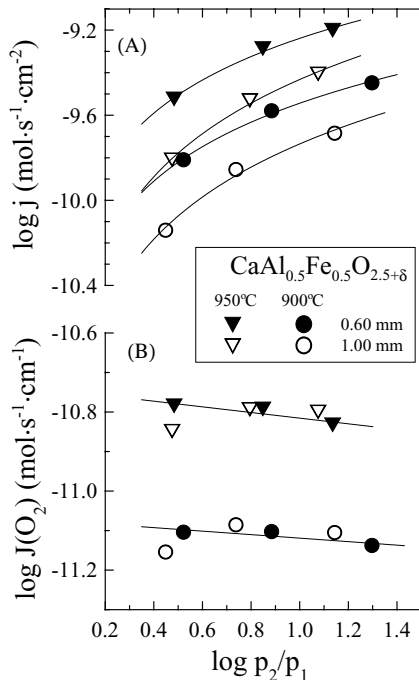 (A)
log j (mol·s⁻¹·cm⁻²)
-9.2
-9.6
-10.0
-10.4
CaAl₀.₅Fe₀.₅O₂.₅₊δ
950ºC 900ºC
0.60 mm
1.00 mm
(B)
log J(O₂) (mol·s⁻¹·cm⁻¹)
-10.6
-10.8
-11.0
-11.2
0.2 0.4 0.6 0.8 1.0 1.2 1.4
log p₂/p₁